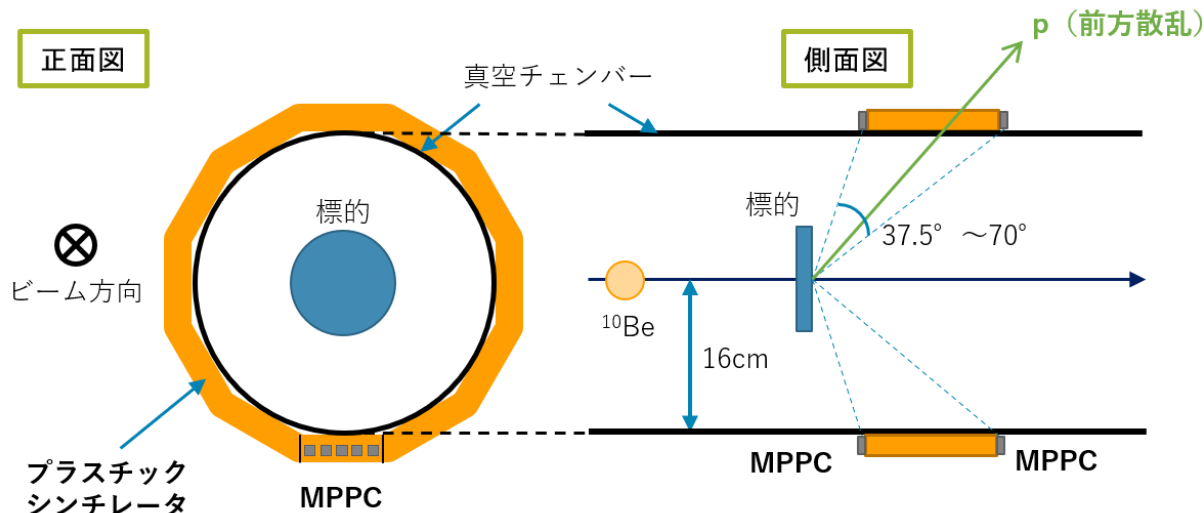 正面図
真空チェンバー
標的
ビーム方向
プラスチック
シンチレータ
MPPC
側面図
p（前方散乱）
標的
37.5° ～70°
¹⁰Be
16cm
MPPC
MPPC